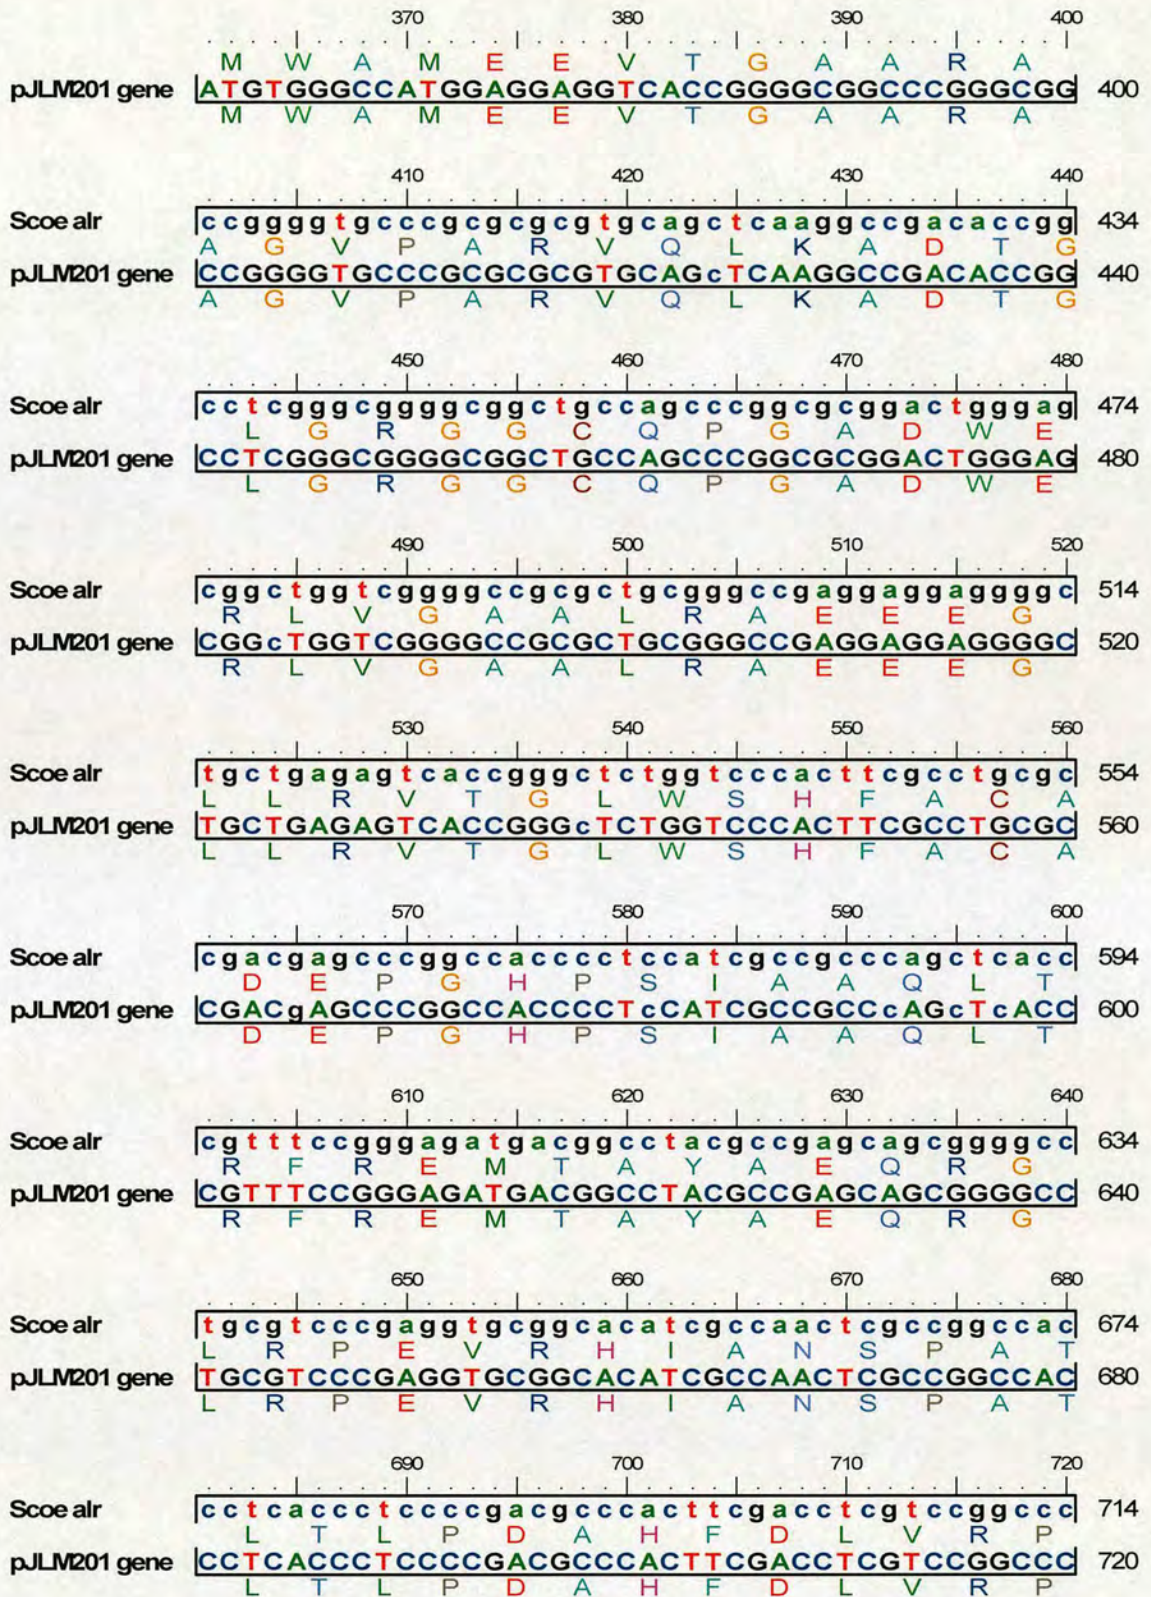 370 380 390 400
M W A M E E V T G A A R A
pJLM201 gene ATGTGGGCCATGGAGGAGGTCACCGGGGCGGCCCGGGCGG 400
M W A M E E V T G A A R A
410 420 430 440
Scoe alr ccggggtgcccgcgcgcgtgcagctcaaggccgacaccgg 434
A G V P A R V Q L K A D T G
pJLM201 gene CCGGGGTGCCCGCGCGCGTGCAGcTCAAGGCCGACACCGG 440
A G V P A R V Q L K A D T G
450 460 470 480
Scoe alr cctcgggcggggcggctgccagcccggcgcggactgggag 474
L G R G G C Q P G A D W E
pJLM201 gene CCTCGGGCGGGGCGGCTGCCAGCCCGGCGCGGACTGGGAG 480
L G R G G C Q P G A D W E
490 500 510 520
Scoe alr cggctggtcggggccgcgctgcgggccgaggaggaggggc 514
R L V G A A L R A E E E G
pJLM201 gene CGGcTGGTCGGGGCCGCGCTGCGGGCCGAGGAGGAGGGGC 520
R L V G A A L R A E E E G
530 540 550 560
Scoe alr tgctgagagtcaccgggctctggtcccacttcgcctgcgc 554
L L R V T G L W S H F A C A
pJLM201 gene TGCTGAGAGTCACCGGGcTCTGGTCCCACTTCGCCTGCGC 560
L L R V T G L W S H F A C A
570 580 590 600
Scoe alr cgacgagcccggccacccctccatcgccgcccagctcacc 594
D E P G H P S I A A Q L T
pJLM201 gene CGACgAGCCCGGCCACCCCTcCATCGCCGCCcAGcTcACC 600
D E P G H P S I A A Q L T
610 620 630 640
Scoe alr cgtttccgggagatgacggcctacgccgagcagcggggcc 634
R F R E M T A Y A E Q R G
pJLM201 gene CGTTTCCGGGAGATGACGGCCTACGCCGAGCAGCGGGGCC 640
R F R E M T A Y A E Q R G
650 660 670 680
Scoe alr tgcgtcccgaggtgcggcacatcgccaactcgccggccac 674
L R P E V R H I A N S P A T
pJLM201 gene TGCGTCCCGAGGTGCGGCACATCGCCAACTCGCCGGCCAC 680
L R P E V R H I A N S P A T
690 700 710 720
Scoe alr cctcaccctccccgacgcccacttcgacctcgtccggccc 714
L T L P D A H F D L V R P
pJLM201 gene CCTCACCCTCCCCGACGCCCACTTCGACCTCGTCCGGCCC 720
L T L P D A H F D L V R P